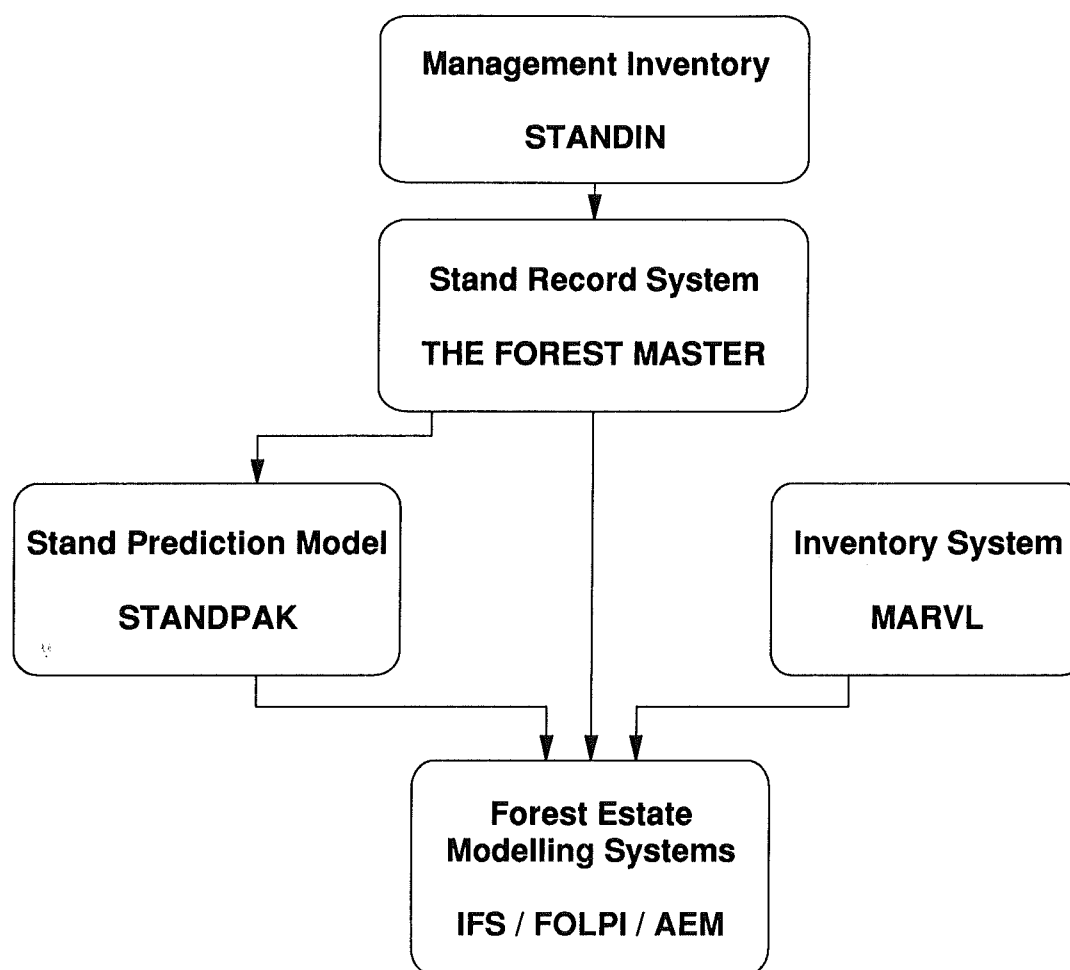 Management Inventory
STANDIN
Stand Record System
THE FOREST MASTER
Stand Prediction Model
STANDPAK
Inventory System
MARVL
Forest Estate
Modelling Systems
IFS / FOLPI / AEM